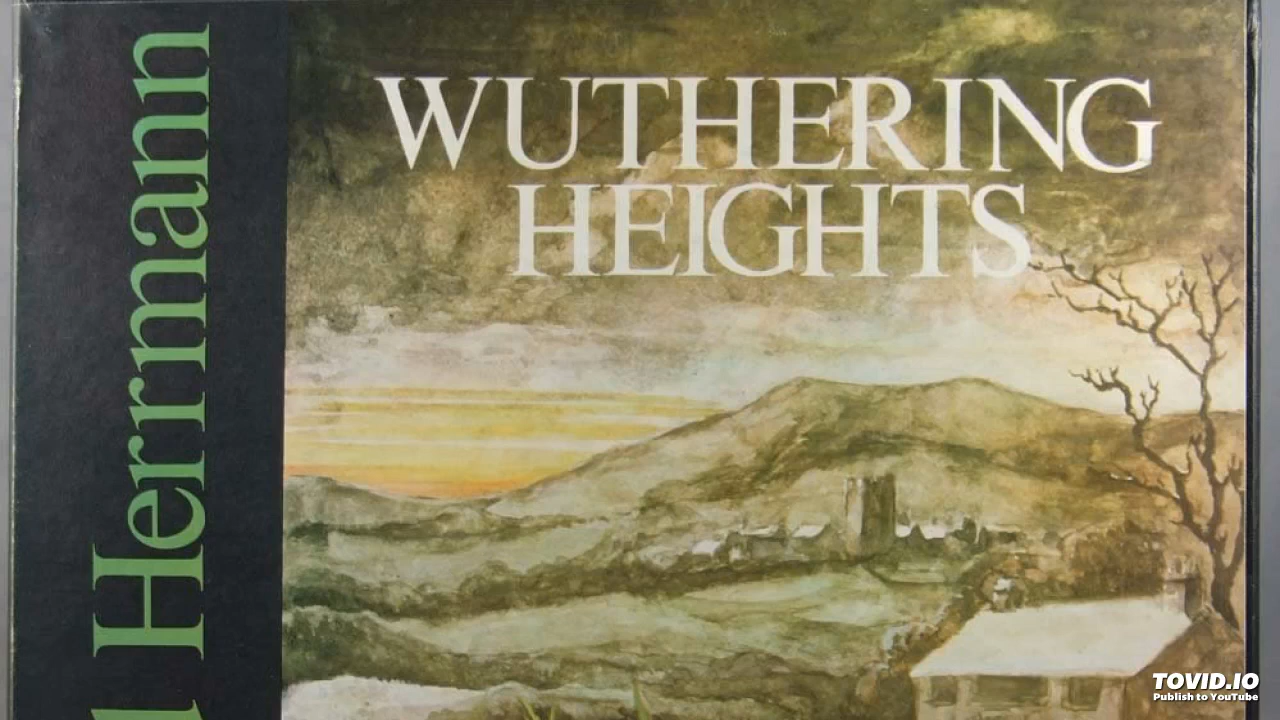 Herrmann
WUTHERING
HEIGHTS
TOVID.IO
Publish to YouTube